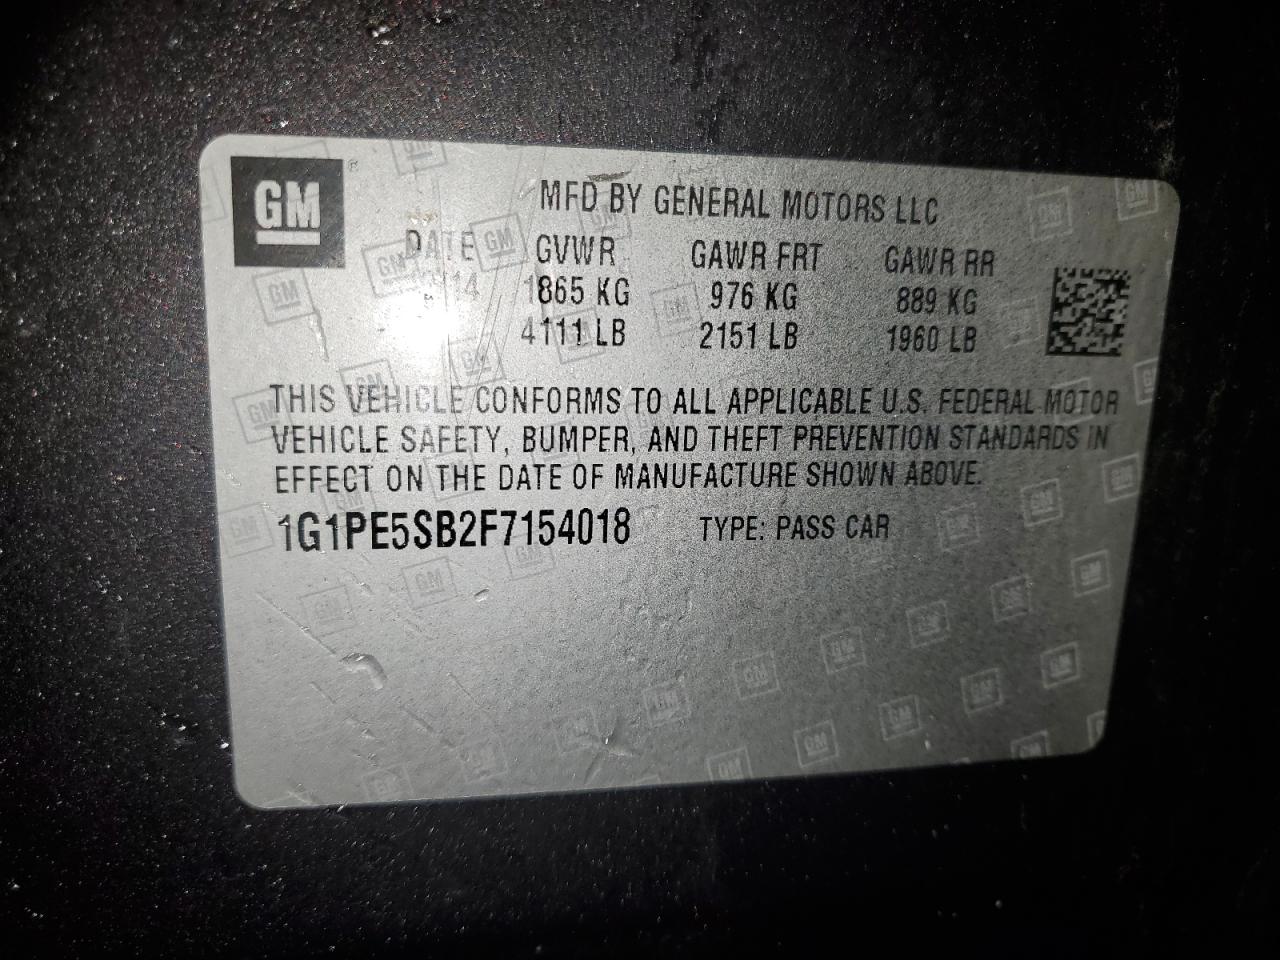 GM
MFD BY GENERAL MOTORS LLC
DATE GVWR GAWR FRT GAWR RR
1865 KG 976 KG 889 KG
4111 LB 2151 LB 1960 LB
THIS VEHICLE CONFORMS TO ALL APPLICABLE U.S. FEDERAL MOTOR
VEHICLE SAFETY, BUMPER, AND THEFT PREVENTION STANDARDS IN
EFFECT ON THE DATE OF MANUFACTURE SHOWN ABOVE.
1G1PE5SB2F7154018 TYPE: PASS CAR